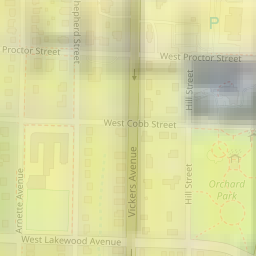 P
Shepherd Street
Proctor Street
West Proctor Street
Hill Street
West Cobb Street
Vickers Avenue
Arnette Avenue
Hill Street
Orchard
Park
West Lakewood Avenue